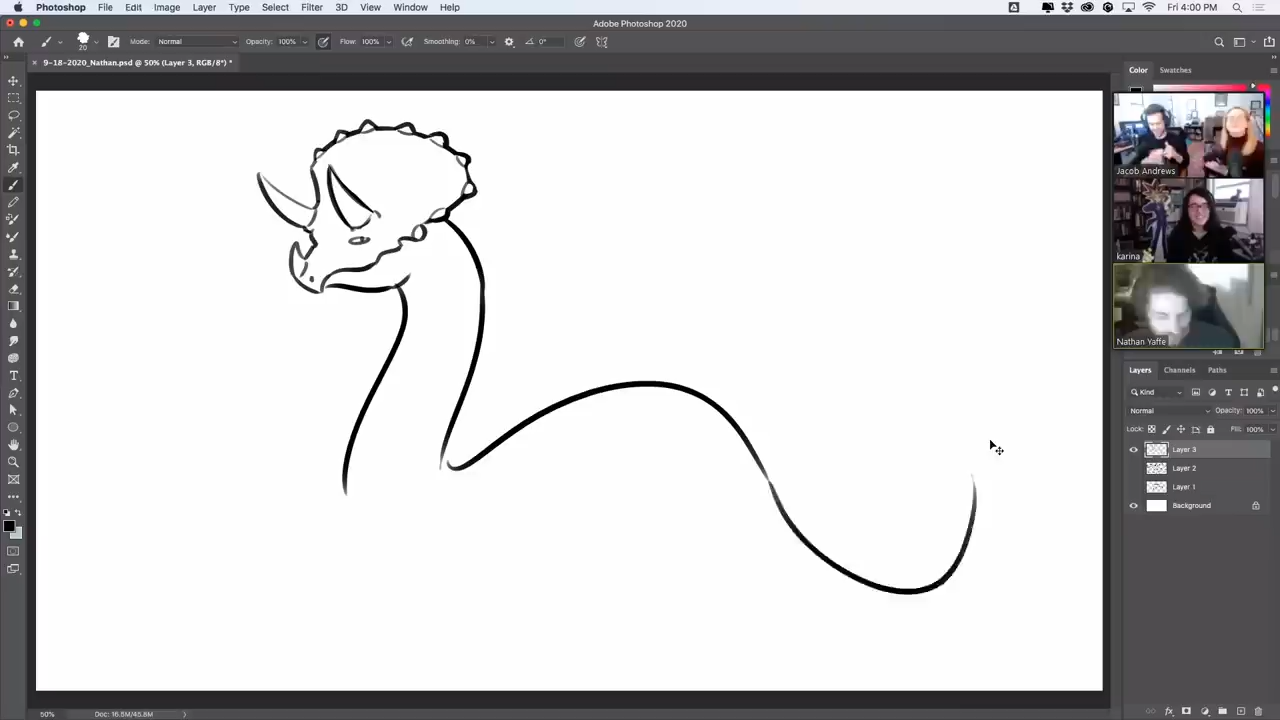 Photoshop File Edit Image Layer Type Select Filter 3D View Window Help Fri 4:00 PM
Adobe Photoshop 2020
20 Mode: Normal Opacity: 100% Flow: 100% Smoothing: 0% 0°
9-18-2020_Nathan.psd @ 50% (Layer 3, RGB/8*) *
Color Swatches
Jacob Andrews
karina
Nathan Yaffe
Layers Channels Paths
Kind
Normal Opacity: 100%
Lock: Fill: 100%
Layer 3
Layer 2
Layer 1
Background
50% Doc: 16.5M/45.8M